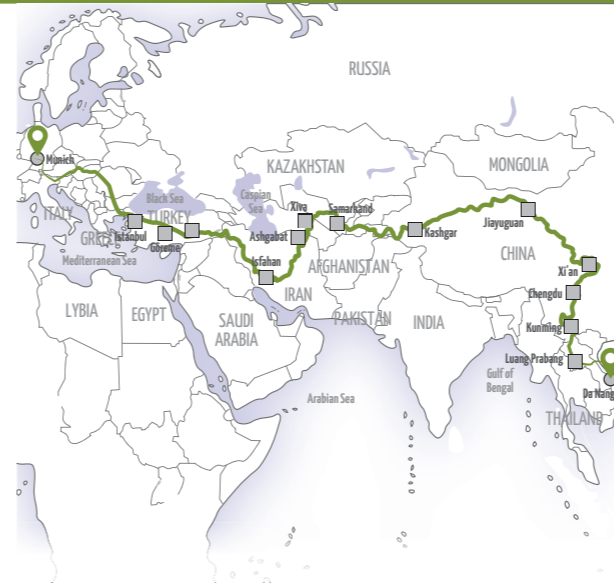 RUSSIA
Munich
KAZAKHSTAN
MONGOLIA
Black Sea
Caspian
Sea
Xiva
Samarkand
ITALY
TURKEY
Jiayuguan
GREE
Istanbul
Göreme
Ashgabat
Kashgar
CHINA
Mediterranean Sea
Isfahan
AFGHANISTAN
Xi'an
IRAN
Chengdu
LYBIA
EGYPT
SAUDI
ARABIA
PAKISTAN
INDIA
Kunming
Luang Prabang
Gulf of
Bengal
Arabian Sea
Da Nang
THAILAND